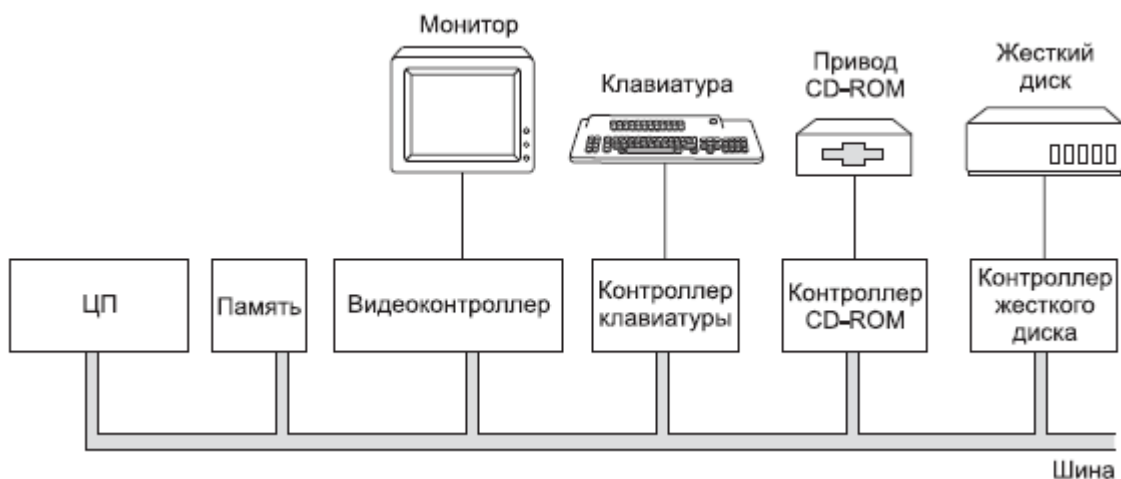 Монитор
Клавиатура
Привод
CD-ROM
Жесткий
диск
ЦП
Память
Видеоконтроллер
Контроллер
клавиатуры
Контроллер
CD-ROM
Контроллер
жесткого
диска
Шина